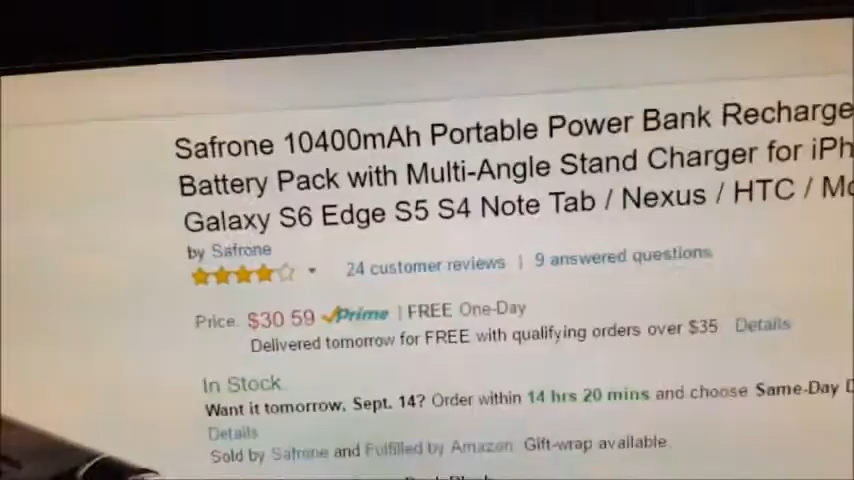 Safrone 10400mAh Portable Power Bank Recharge
Battery Pack with Multi-Angle Stand Charger for iPh
Galaxy S6 Edge S5 S4 Note Tab / Nexus / HTC / Mo
by Safrone
24 customer reviews | 9 answered questions
Price: $30.59 Prime | FREE One-Day
Delivered tomorrow for FREE with qualifying orders over $35 Details
In Stock.
Want it tomorrow, Sept. 14? Order within 14 hrs 20 mins and choose Same-Day D
Details
Sold by Safrone and Fulfilled by Amazon. Gift-wrap available.